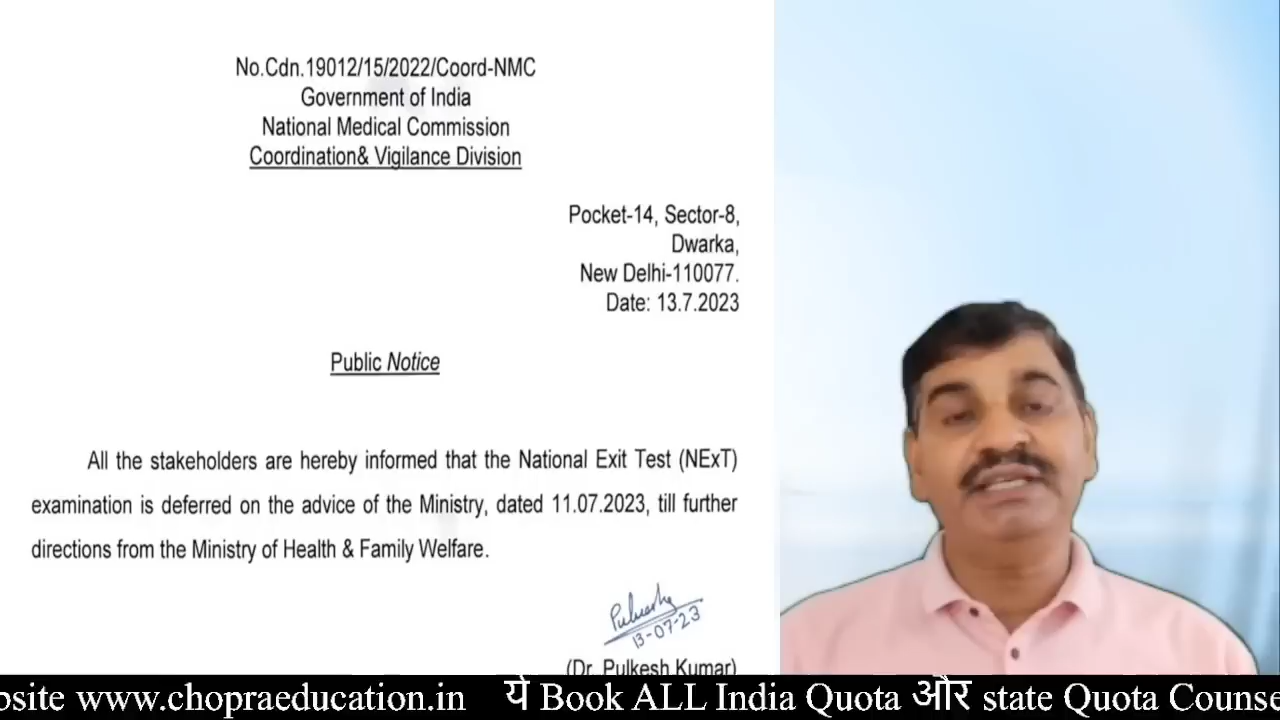 No.Cdn.19012/15/2022/Coord-NMC
Government of India
National Medical Commission
Coordination& Vigilance Division
Pocket-14, Sector-8,
Dwarka,
New Delhi-110077.
Date: 13.7.2023
Public Notice
All the stakeholders are hereby informed that the National Exit Test (NExT)
examination is deferred on the advice of the Ministry, dated 11.07.2023, till further
directions from the Ministry of Health & Family Welfare.
13-07-23
(Dr. Pulkesh Kumar)
www.chopraeducation.in ये Book ALL India Quota और state Quota